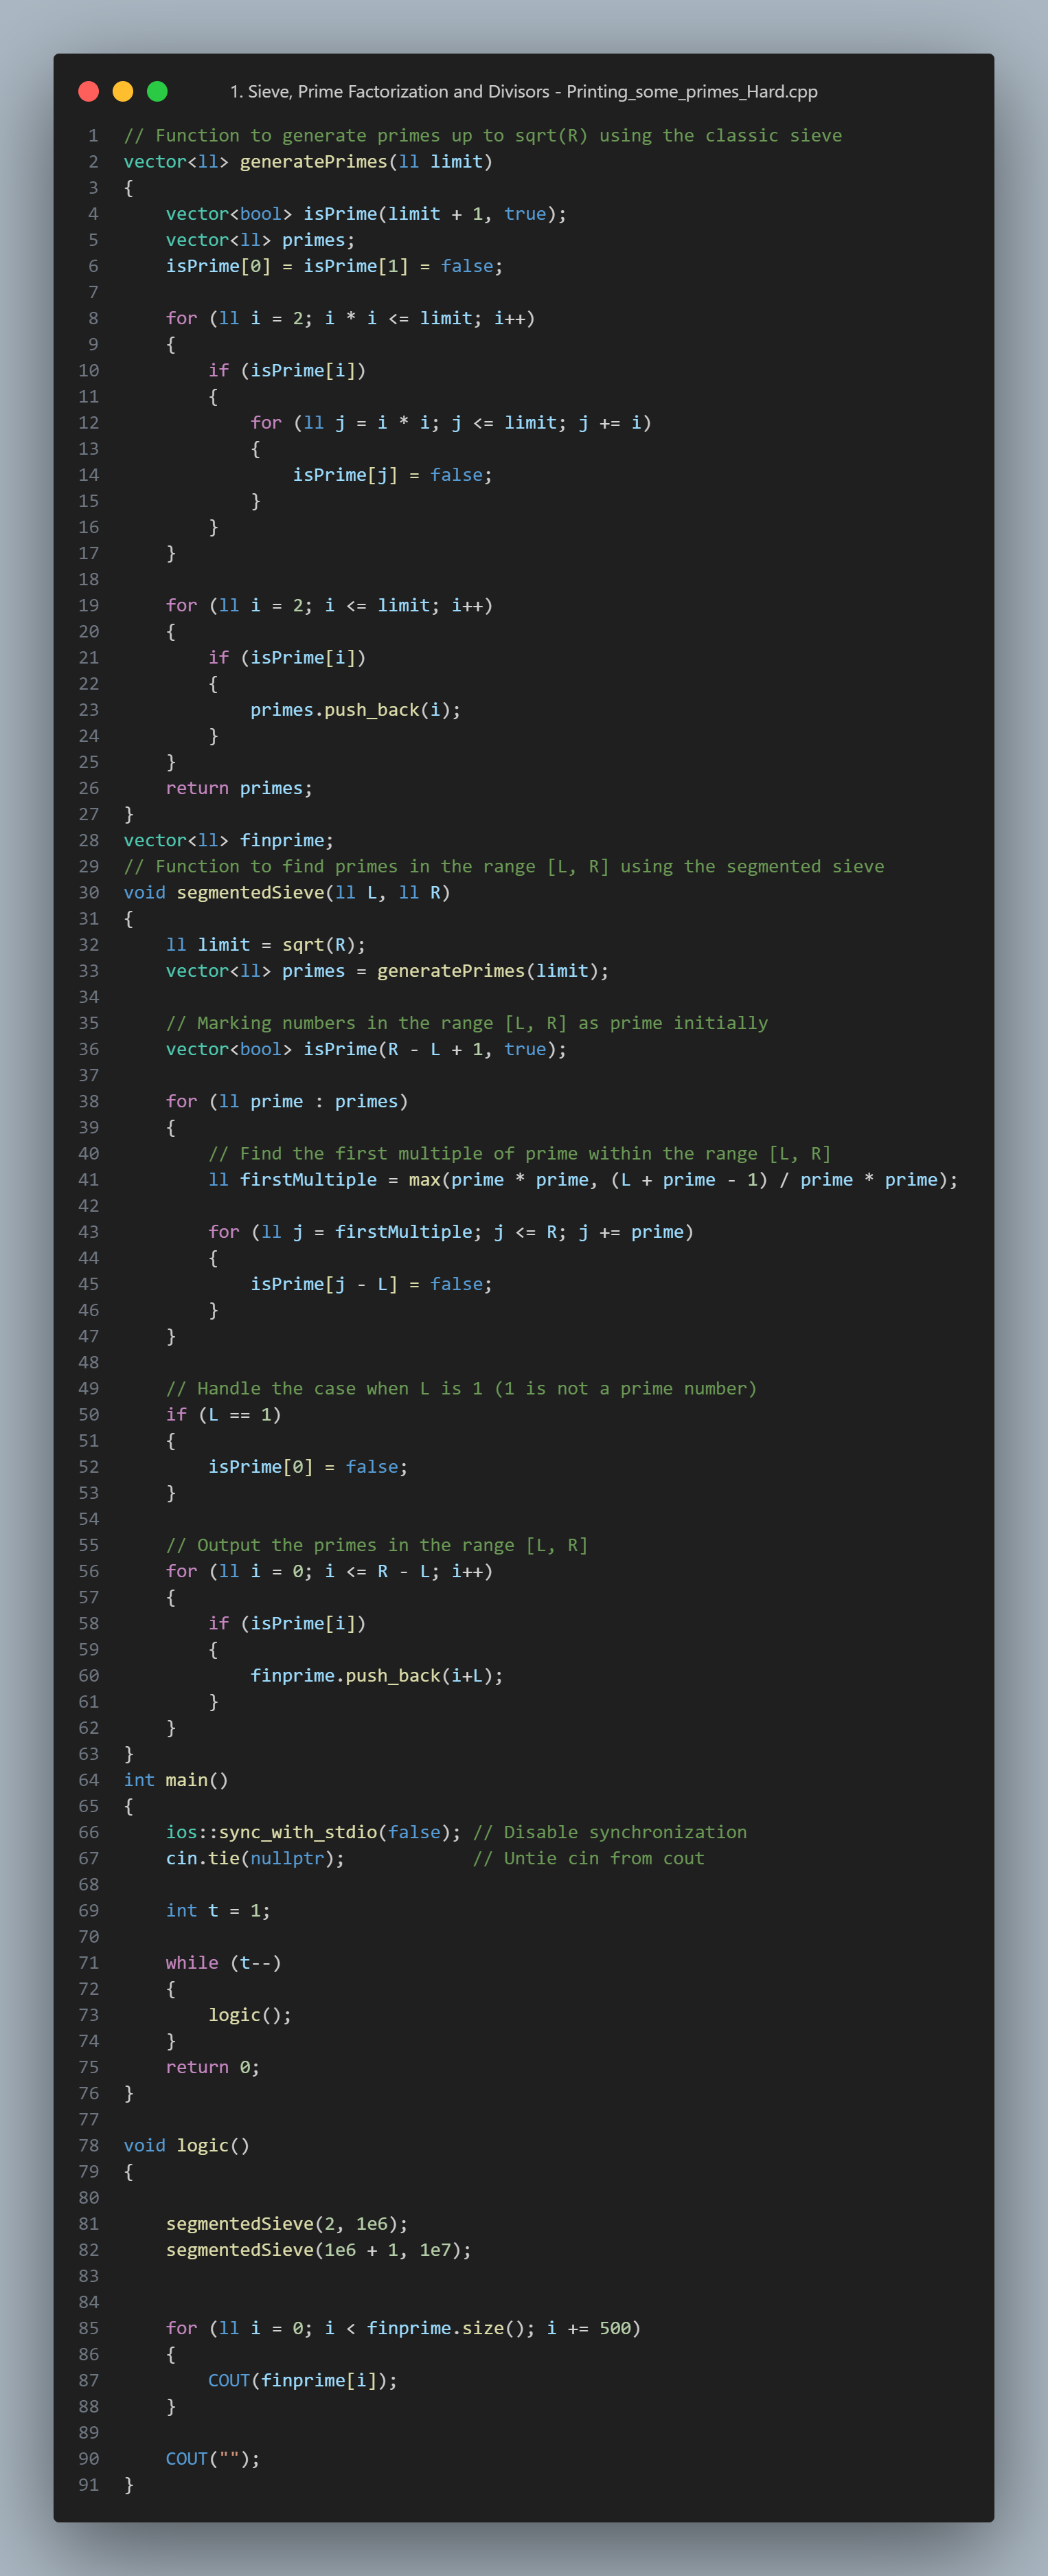 1. Sieve, Prime Factorization and Divisors - Printing_some_primes_Hard.cpp
1 // Function to generate primes up to sqrt(R) using the classic sieve
2 vector<ll> generatePrimes(ll limit)
3 {
4     vector<bool> isPrime(limit + 1, true);
5     vector<ll> primes;
6     isPrime[0] = isPrime[1] = false;
7
8     for (ll i = 2; i * i <= limit; i++)
9     {
10         if (isPrime[i])
11         {
12             for (ll j = i * i; j <= limit; j += i)
13             {
14                 isPrime[j] = false;
15             }
16         }
17     }
18
19     for (ll i = 2; i <= limit; i++)
20     {
21         if (isPrime[i])
22         {
23             primes.push_back(i);
24         }
25     }
26     return primes;
27 }
28 vector<ll> finprime;
29 // Function to find primes in the range [L, R] using the segmented sieve
30 void segmentedSieve(ll L, ll R)
31 {
32     ll limit = sqrt(R);
33     vector<ll> primes = generatePrimes(limit);
34
35     // Marking numbers in the range [L, R] as prime initially
36     vector<bool> isPrime(R - L + 1, true);
37
38     for (ll prime : primes)
39     {
40         // Find the first multiple of prime within the range [L, R]
41         ll firstMultiple = max(prime * prime, (L + prime - 1) / prime * prime);
42
43         for (ll j = firstMultiple; j <= R; j += prime)
44         {
45             isPrime[j - L] = false;
46         }
47     }
48
49     // Handle the case when L is 1 (1 is not a prime number)
50     if (L == 1)
51     {
52         isPrime[0] = false;
53     }
54
55     // Output the primes in the range [L, R]
56     for (ll i = 0; i <= R - L; i++)
57     {
58         if (isPrime[i])
59         {
60             finprime.push_back(i+L);
61         }
62     }
63 }
64 int main()
65 {
66     ios::sync_with_stdio(false); // Disable synchronization
67     cin.tie(nullptr);            // Untie cin from cout
68
69     int t = 1;
70
71     while (t--)
72     {
73         logic();
74     }
75     return 0;
76 }
77
78 void logic()
79 {
80
81     segmentedSieve(2, 1e6);
82     segmentedSieve(1e6 + 1, 1e7);
83
84
85     for (ll i = 0; i < finprime.size(); i += 500)
86     {
87         COUT(finprime[i]);
88     }
89
90     COUT("");
91 }